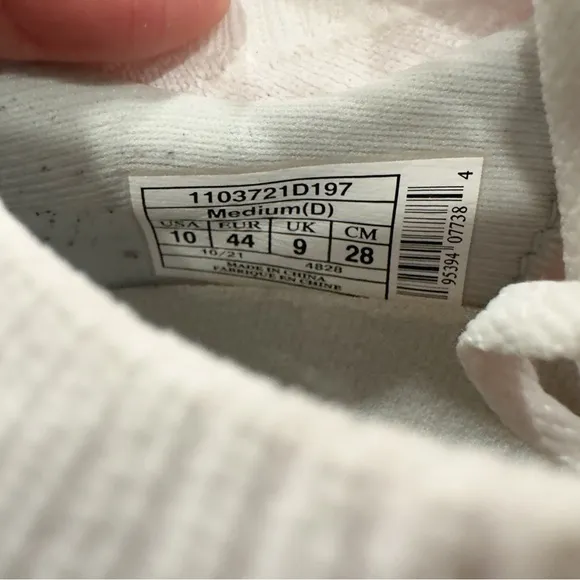 1103721D197
Medium(D)
USA EUR UK CM
10 44 9 28
10/21 4828
MADE IN CHINA
FABRIQUE EN CHINE
95394 07738 4